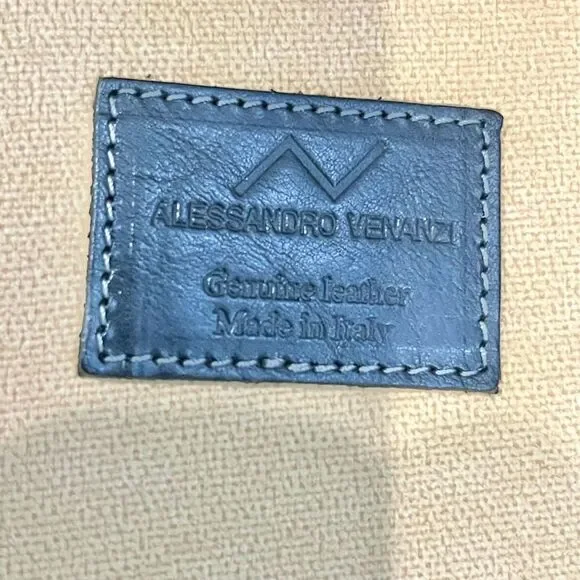 ALESSANDRO VENANZI
Genuine leather
Made in Italy